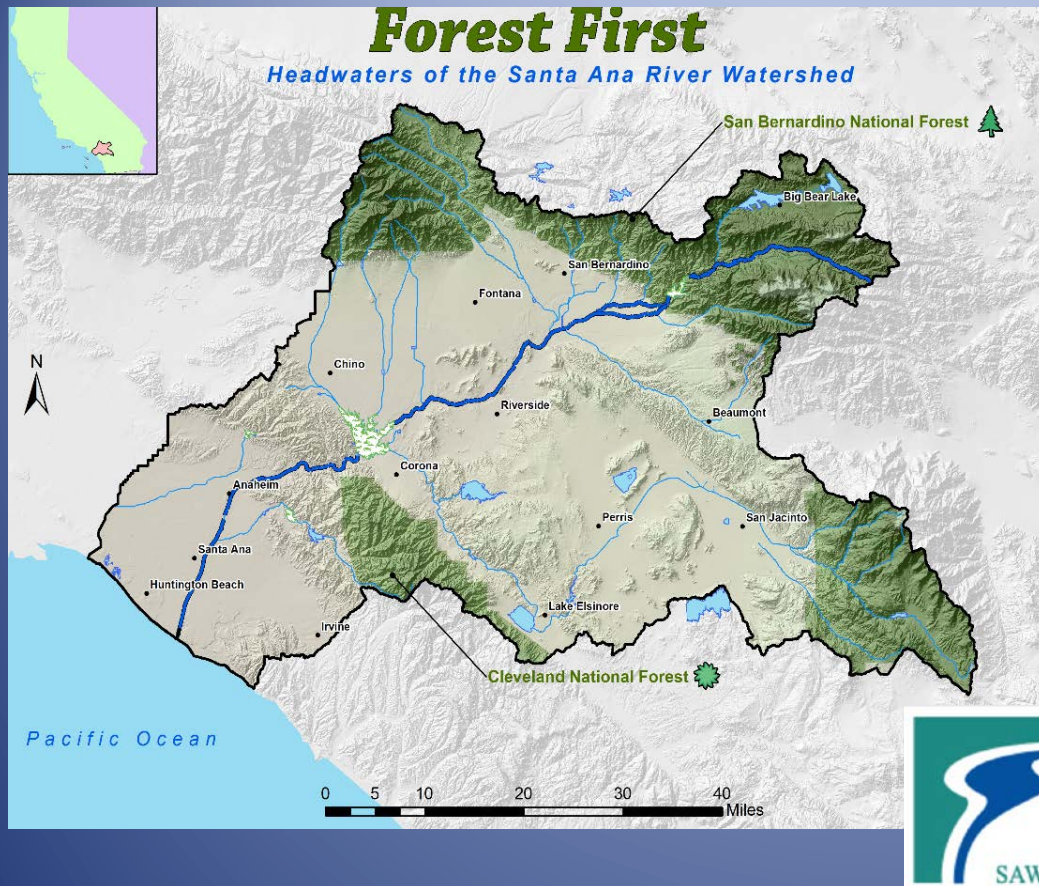 Forest First
Headwaters of the Santa Ana River Watershed
San Bernardino National Forest
Big Bear Lake
San Bernardino
Fontana
N
Chino
Riverside
Beaumont
Corona
Anaheim
Perris
San Jacinto
Santa Ana
Huntington Beach
Lake Elsinore
Irvine
Cleveland National Forest
Pacific Ocean
0 5 10 20 30 40
Miles
SAW